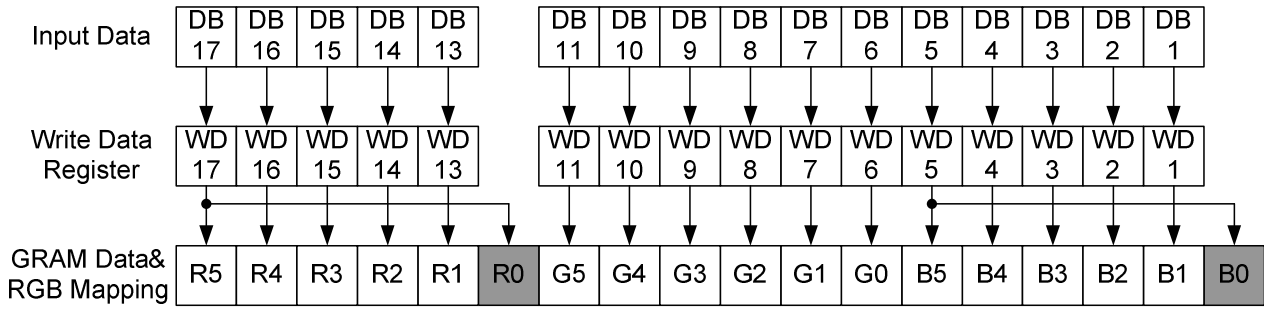 Input Data
DB DB DB DB DB DB DB DB DB DB DB DB DB DB DB DB
17 16 15 14 13 11 10 9 8 7 6 5 4 3 2 1
Write Data
Register
WD WD WD WD WD WD WD WD WD WD WD WD WD WD WD WD
17 16 15 14 13 11 10 9 8 7 6 5 4 3 2 1
GRAM Data&
RGB Mapping
R5 R4 R3 R2 R1 R0 G5 G4 G3 G2 G1 G0 B5 B4 B3 B2 B1 B0